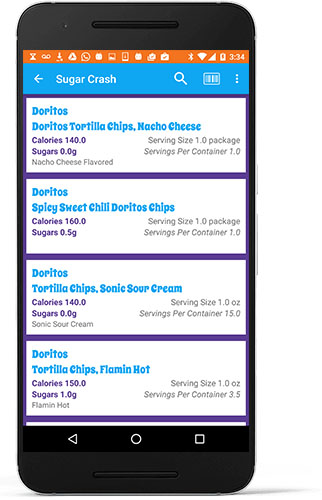 3:34
Sugar Crash
Doritos
Doritos Tortilla Chips, Nacho Cheese
Calories 140.0 Serving Size 1.0 package
Sugars 0.0g Servings Per Container 1.0
Nacho Cheese Flavored
Doritos
Spicy Sweet Chili Doritos Chips
Calories 160.0 Serving Size 1.0 package
Sugars 0.5g Servings Per Container 1.0
Doritos
Tortilla Chips, Sonic Sour Cream
Calories 140.0 Serving Size 1.0 oz
Sugars 0.0g Servings Per Container 15.0
Sonic Sour Cream
Doritos
Tortilla Chips, Flamin Hot
Calories 150.0 Serving Size 1.0 oz
Sugars 1.0g Servings Per Container 3.5
Flamin Hot